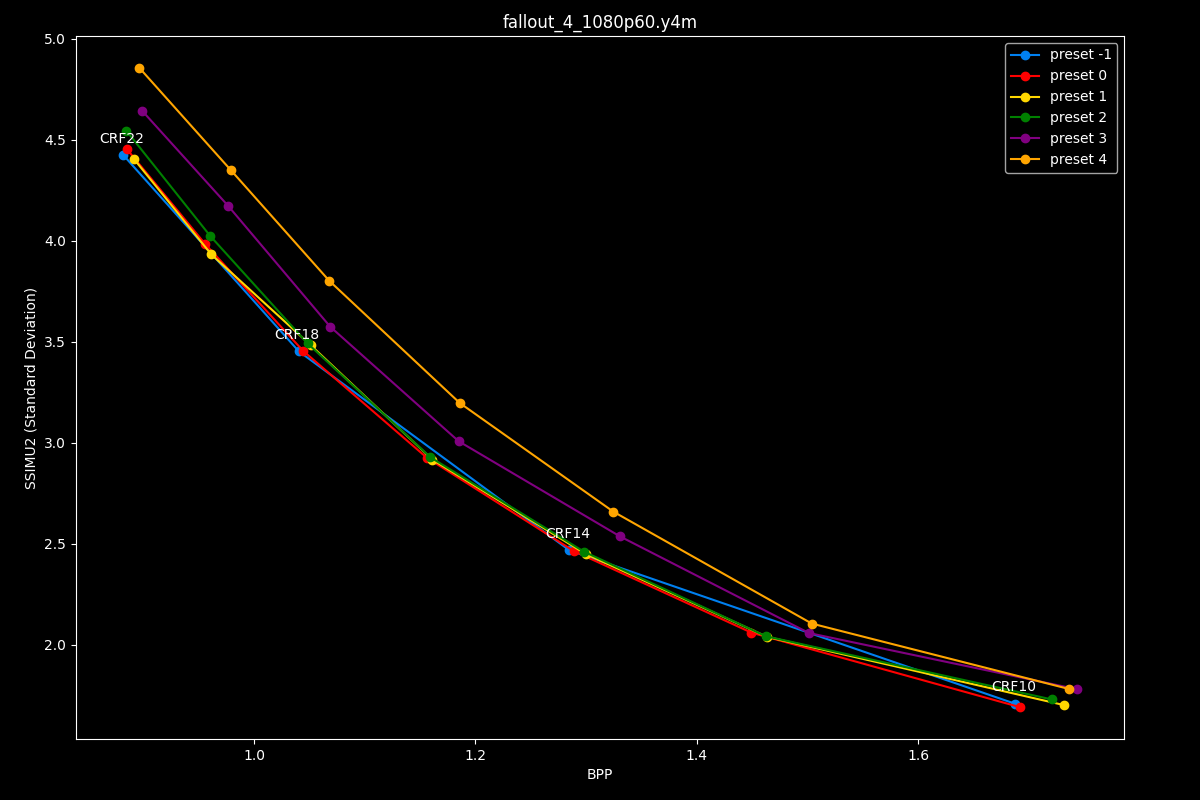 fallout_4_1080p60.y4m
preset -1
preset 0
preset 1
preset 2
preset 3
preset 4
5.0
4.5
4.0
3.5
3.0
2.5
2.0
SSIMU2 (Standard Deviation)
CRF22
CRF18
CRF14
CRF10
1.0
1.2
1.4
1.6
BPP